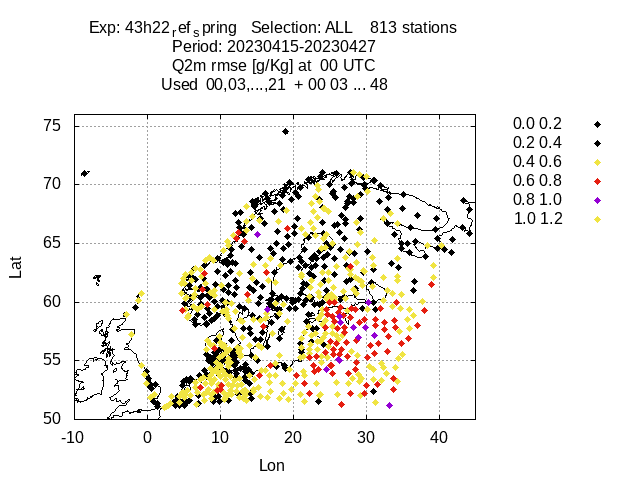 Exp: 43h22refspring Selection: ALL 813 stations
Period: 20230415-20230427
Q2m rmse [g/Kg] at 00 UTC
Used 00,03,...,21 + 00 03 ... 48
0.0 0.2
0.2 0.4
0.4 0.6
0.6 0.8
0.8 1.0
1.0 1.2
75
70
65
60
55
50
Lat
-10 0 10 20 30 40
Lon